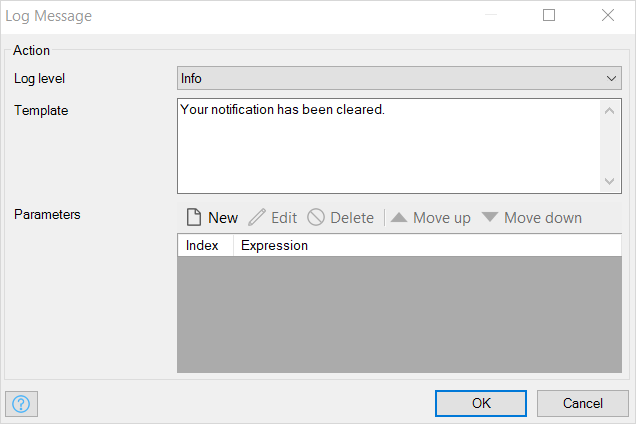 Log Message
Action
Log level
Info
Template
Your notification has been cleared.
Parameters
New Edit Delete Move up Move down
Index Expression
?
OK Cancel